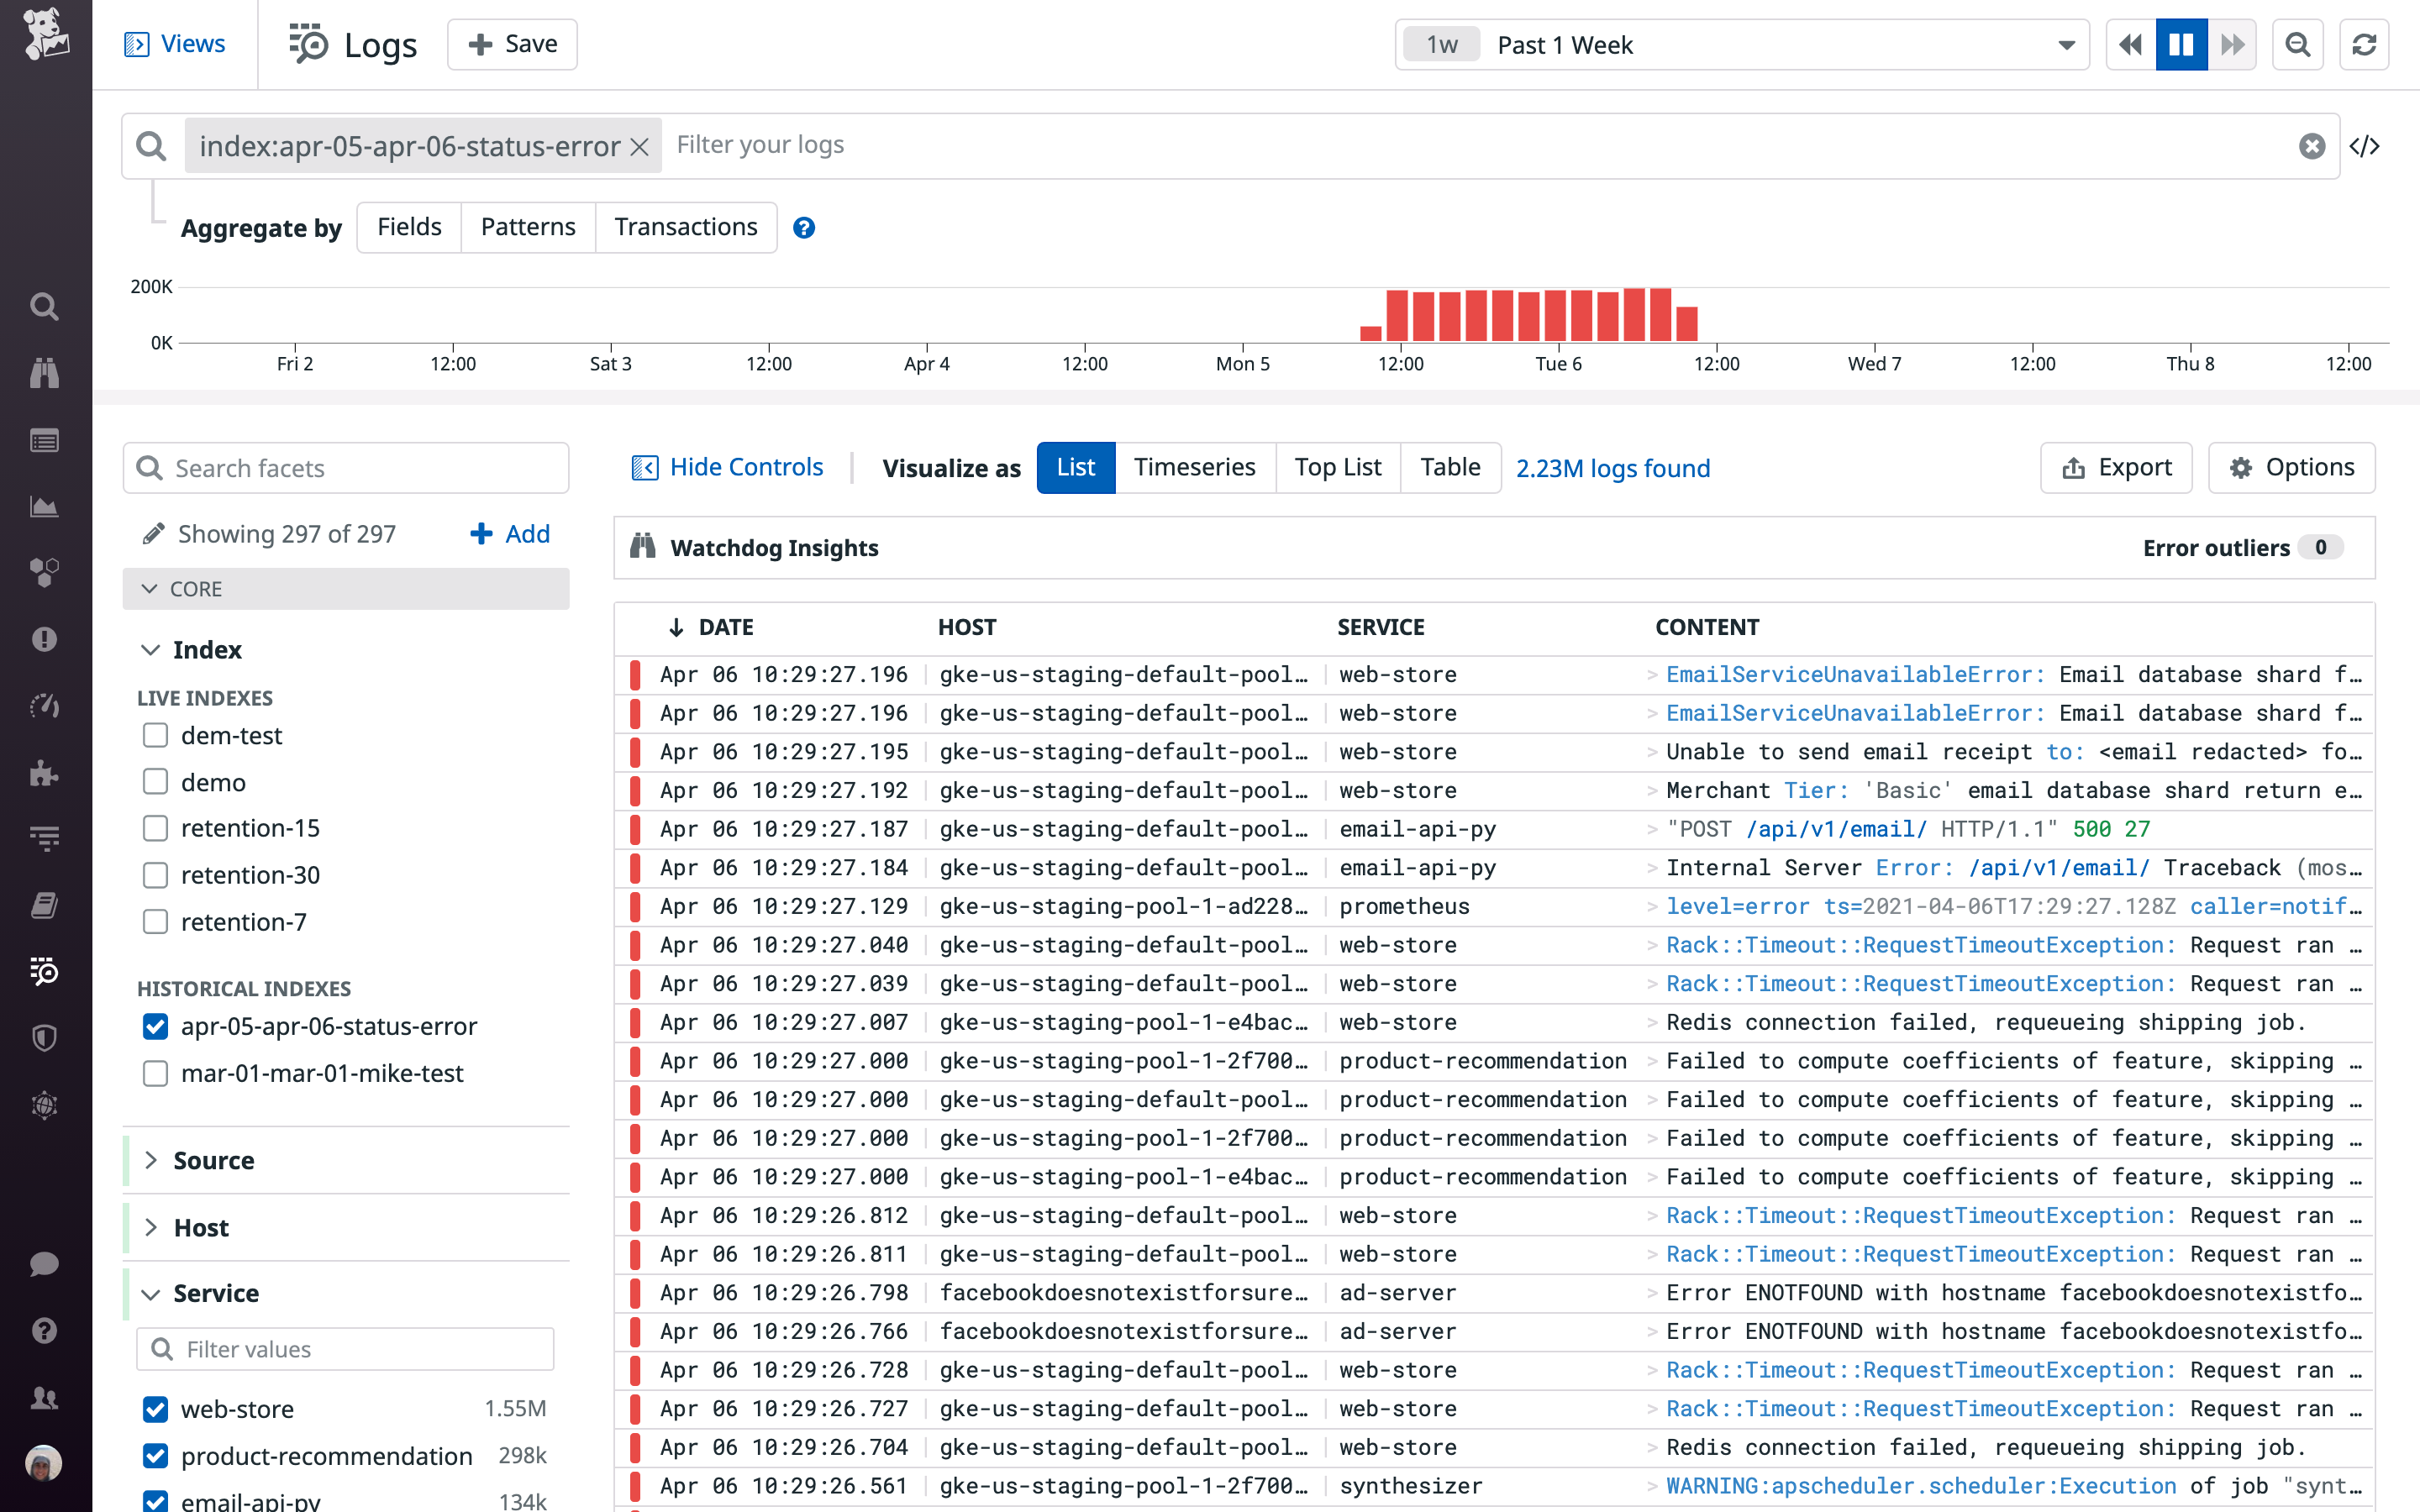 Views
Logs
Save
1w Past 1 Week
index:apr-05-apr-06-status-error Filter your logs
</>
Aggregate by Fields Patterns Transactions ?
200K
0K
Fri 2 12:00 Sat 3 12:00 Apr 4 12:00 Mon 5 12:00 Tue 6 12:00 Wed 7 12:00 Thu 8 12:00
Search facets
Showing 297 of 297 + Add
CORE
Index
LIVE INDEXES
dem-test
demo
retention-15
retention-30
retention-7
HISTORICAL INDEXES
apr-05-apr-06-status-error
mar-01-mar-01-mike-test
Source
Host
Service
Filter values
web-store 1.55M
product-recommendation 298k
email-api-py 134k
Hide Controls Visualize as List Timeseries Top List Table 2.23M logs found Export Options
Watchdog Insights Error outliers 0
DATE HOST SERVICE CONTENT
Apr 06 10:29:27.196 gke-us-staging-default-pool… web-store > EmailServiceUnavailableError: Email database shard f…
Apr 06 10:29:27.196 gke-us-staging-default-pool… web-store > EmailServiceUnavailableError: Email database shard f…
Apr 06 10:29:27.195 gke-us-staging-default-pool… web-store > Unable to send email receipt to: <email redacted> fo…
Apr 06 10:29:27.192 gke-us-staging-default-pool… web-store > Merchant Tier: 'Basic' email database shard return e…
Apr 06 10:29:27.187 gke-us-staging-default-pool… email-api-py > "POST /api/v1/email/ HTTP/1.1" 500 27
Apr 06 10:29:27.184 gke-us-staging-default-pool… email-api-py > Internal Server Error: /api/v1/email/ Traceback (mos…
Apr 06 10:29:27.129 gke-us-staging-pool-1-ad228… prometheus > level=error ts=2021-04-06T17:29:27.128Z caller=notif…
Apr 06 10:29:27.040 gke-us-staging-default-pool… web-store > Rack::Timeout::RequestTimeoutException: Request ran …
Apr 06 10:29:27.039 gke-us-staging-default-pool… web-store > Rack::Timeout::RequestTimeoutException: Request ran …
Apr 06 10:29:27.007 gke-us-staging-pool-1-e4bac… web-store > Redis connection failed, requeueing shipping job.
Apr 06 10:29:27.000 gke-us-staging-pool-1-2f700… product-recommendation > Failed to compute coefficients of feature, skipping …
Apr 06 10:29:27.000 gke-us-staging-default-pool… product-recommendation > Failed to compute coefficients of feature, skipping …
Apr 06 10:29:27.000 gke-us-staging-pool-1-2f700… product-recommendation > Failed to compute coefficients of feature, skipping …
Apr 06 10:29:27.000 gke-us-staging-pool-1-e4bac… product-recommendation > Failed to compute coefficients of feature, skipping …
Apr 06 10:29:26.812 gke-us-staging-default-pool… web-store > Rack::Timeout::RequestTimeoutException: Request ran …
Apr 06 10:29:26.811 gke-us-staging-default-pool… web-store > Rack::Timeout::RequestTimeoutException: Request ran …
Apr 06 10:29:26.798 facebookdoesnotexistforsure… ad-server > Error ENOTFOUND with hostname facebookdoesnotexistfo…
Apr 06 10:29:26.766 facebookdoesnotexistforsure… ad-server > Error ENOTFOUND with hostname facebookdoesnotexistfo…
Apr 06 10:29:26.728 gke-us-staging-default-pool… web-store > Rack::Timeout::RequestTimeoutException: Request ran …
Apr 06 10:29:26.727 gke-us-staging-default-pool… web-store > Rack::Timeout::RequestTimeoutException: Request ran …
Apr 06 10:29:26.704 gke-us-staging-default-pool… web-store > Redis connection failed, requeueing shipping job.
Apr 06 10:29:26.561 gke-us-staging-pool-1-2f700… synthesizer > WARNING:apscheduler.scheduler:Execution of job "synt…